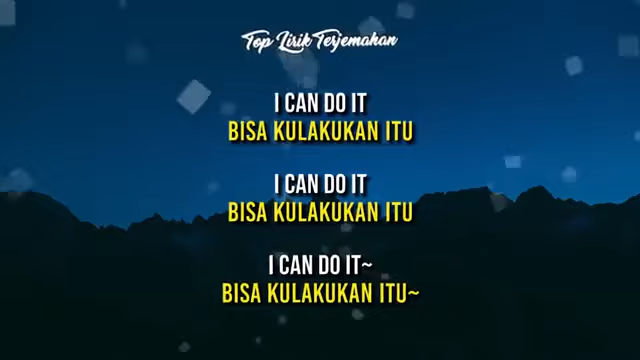 Top Lirik Terjemahan
I CAN DO IT
BISA KULAKUKAN ITU
I CAN DO IT
BISA KULAKUKAN ITU
I CAN DO IT~
BISA KULAKUKAN ITU~